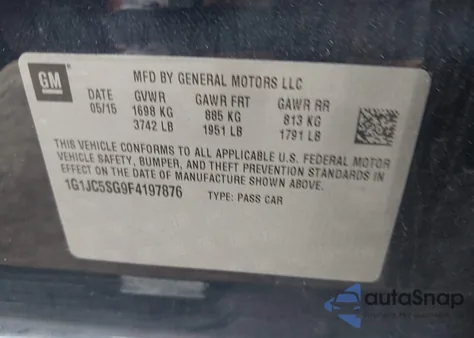 GM
MFD BY GENERAL MOTORS LLC
DATE GVWR GAWR FRT GAWR RR
05/15 1698 KG 885 KG 813 KG
3742 LB 1951 LB 1791 LB
THIS VEHICLE CONFORMS TO ALL APPLICABLE U.S. FEDERAL MOTOR
VEHICLE SAFETY, BUMPER, AND THEFT PREVENTION STANDARDS IN
EFFECT ON THE DATE OF MANUFACTURE SHOWN ABOVE.
1G1JC5SG9F4197876 TYPE: PASS CAR
autoSnap